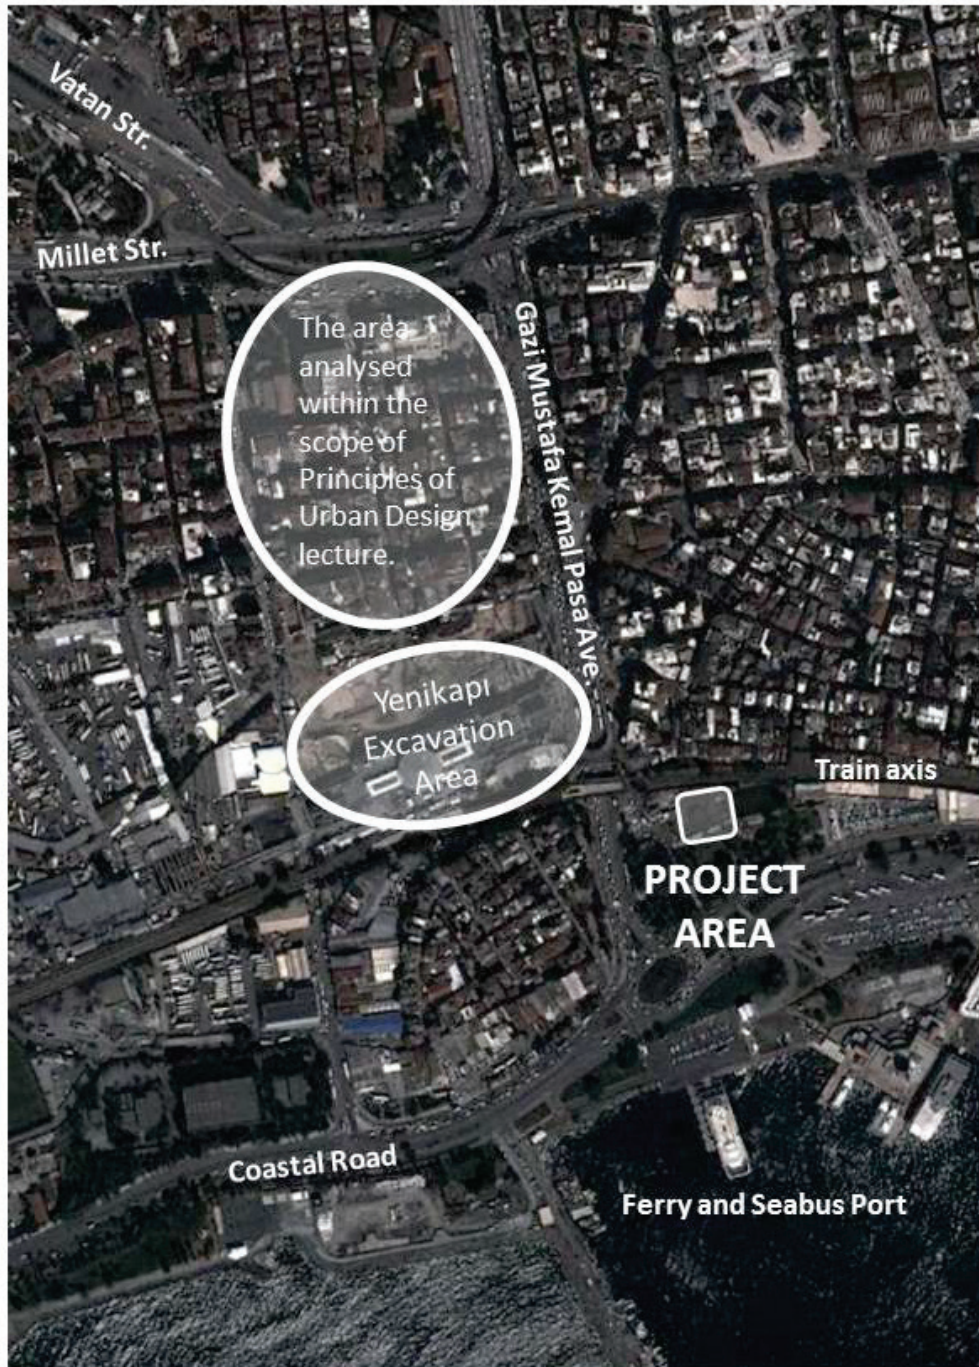 Vatan Str.
Millet Str.
The area
analysed
within the
scope of
Principles of
Urban Design
lecture.
Gazi Mustafa Kemal Pasa Ave.
Yenikapı
Excavation
Area
Train axis
PROJECT
AREA
Coastal Road
Ferry and Seabus Port